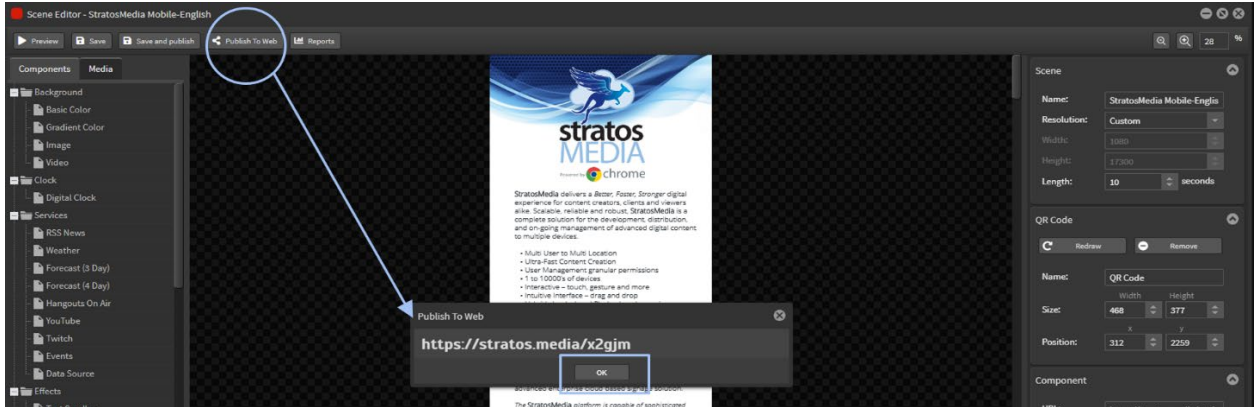 Scene Editor - StratosMedia Mobile-English
Preview
Save
Save and publish
Publish To Web
Reports
28
%
Components
Media
Background
Basic Color
Gradient Color
Image
Video
Clock
Digital Clock
Services
RSS News
Weather
Forecast (3 Day)
Forecast (4 Day)
Hangouts On Air
YouTube
Twitch
Events
Data Source
Effects
stratos
MEDIA
Powered by chrome
StratosMedia delivers a Better, Faster, Stronger digital
experience for content creators, clients and viewers
alike. Scalable, reliable and robust, StratosMedia is a
complete solution for the development, distribution,
and on-going management of advanced digital content
to multiple devices.
• Multi User to Multi Location
• Ultra-Fast Content Creation
• User Management granular permissions
• 1 to 10000's of devices
• Interactive – touch, gesture and more
• Intuitive Interface – drag and drop
Publish To Web
https://stratos.media/x2gjm
OK
advanced enterprise cloud based signage solution.
The StratosMedia platform is capable of sophisticated
Scene
Name:
StratosMedia Mobile-Englis
Resolution:
Custom
Width:
1080
Height:
17300
Length:
10
seconds
QR Code
Redraw
Remove
Name:
QR Code
Width
Height
Size:
468
377
x
y
Position:
312
2259
Component